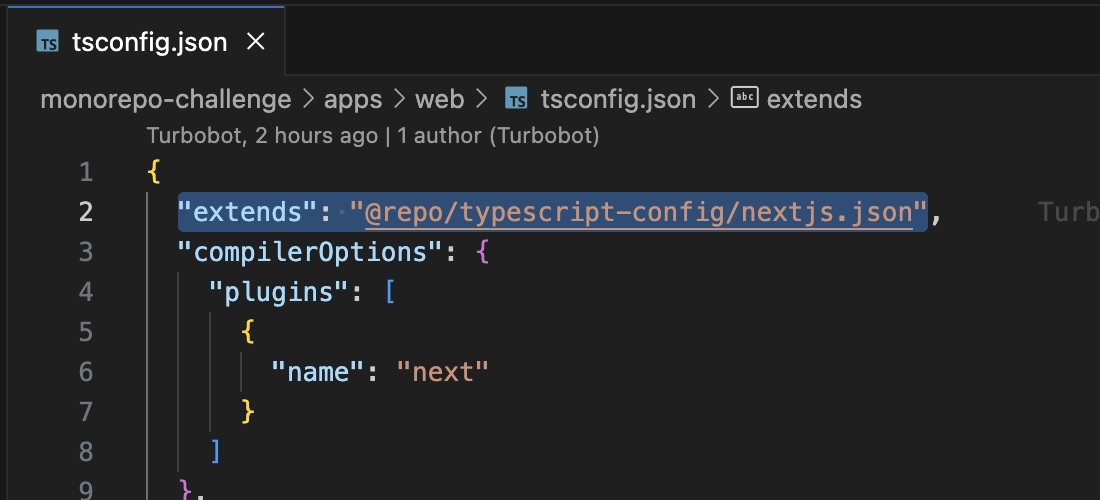 TS tsconfig.json
monorepo-challenge > apps > web > TS tsconfig.json > abc extends
Turbobot, 2 hours ago | 1 author (Turbobot)
1 {
2 "extends": "@repo/typescript-config/nextjs.json", Turb
3 "compilerOptions": {
4 "plugins": [
5 {
6 "name": "next"
7 }
8 ]
9 },